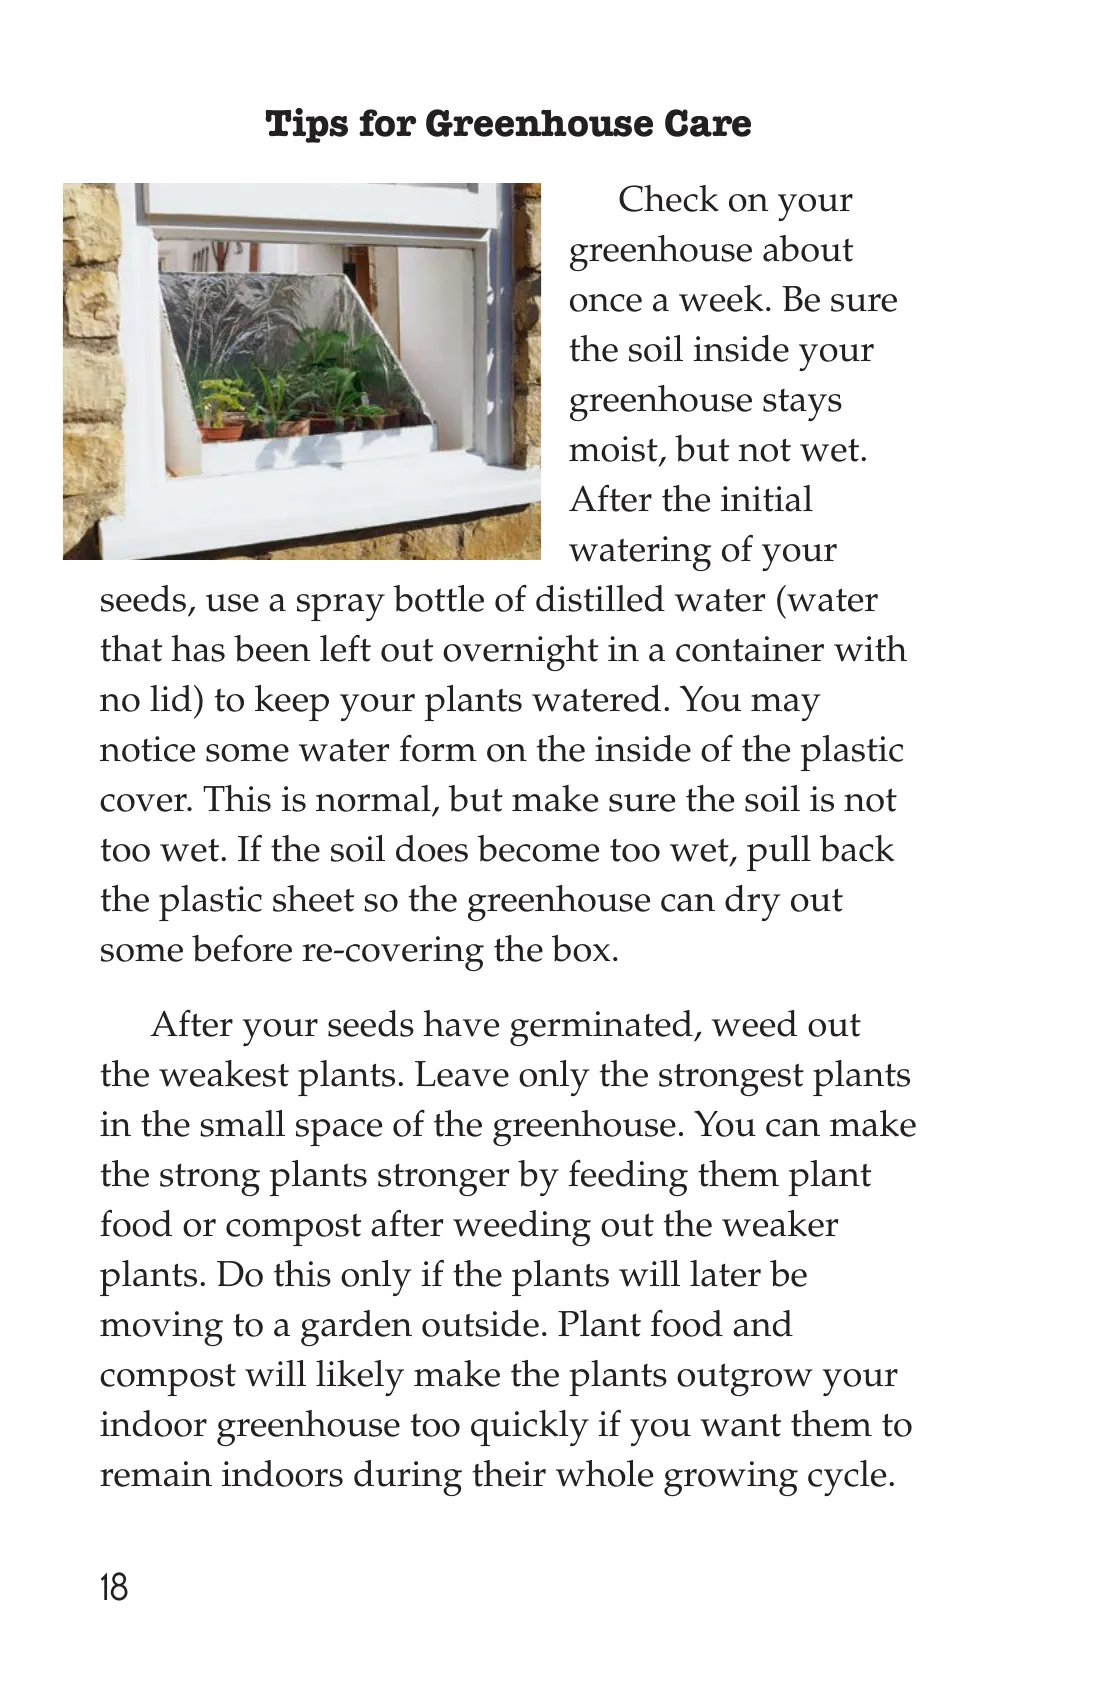 Tips for Greenhouse Care
Check on your
greenhouse about
once a week. Be sure
the soil inside your
greenhouse stays
moist, but not wet.
After the initial
watering of your
seeds, use a spray bottle of distilled water (water
that has been left out overnight in a container with
no lid) to keep your plants watered. You may
notice some water form on the inside of the plastic
cover. This is normal, but make sure the soil is not
too wet. If the soil does become too wet, pull back
the plastic sheet so the greenhouse can dry out
some before re-covering the box.
After your seeds have germinated, weed out
the weakest plants. Leave only the strongest plants
in the small space of the greenhouse. You can make
the strong plants stronger by feeding them plant
food or compost after weeding out the weaker
plants. Do this only if the plants will later be
moving to a garden outside. Plant food and
compost will likely make the plants outgrow your
indoor greenhouse too quickly if you want them to
remain indoors during their whole growing cycle.
18